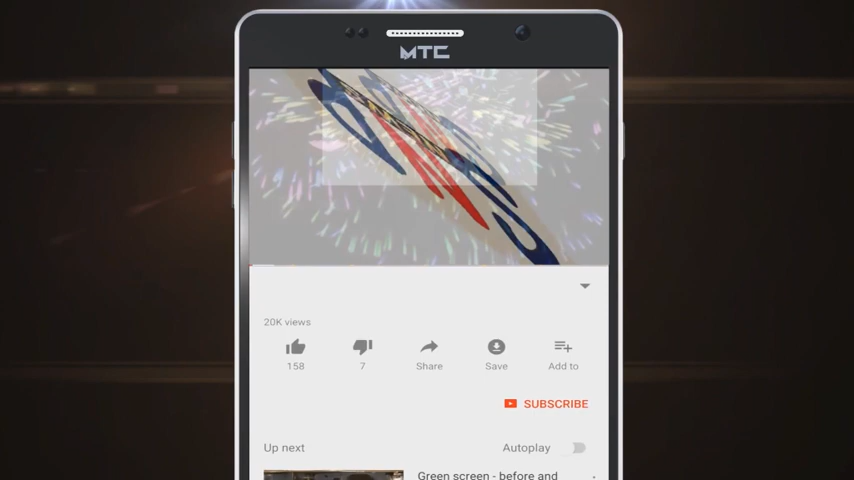 MTC
20K views
158
7
Share
Save
Add to
SUBSCRIBE
Up next
Autoplay
Green screen - before and